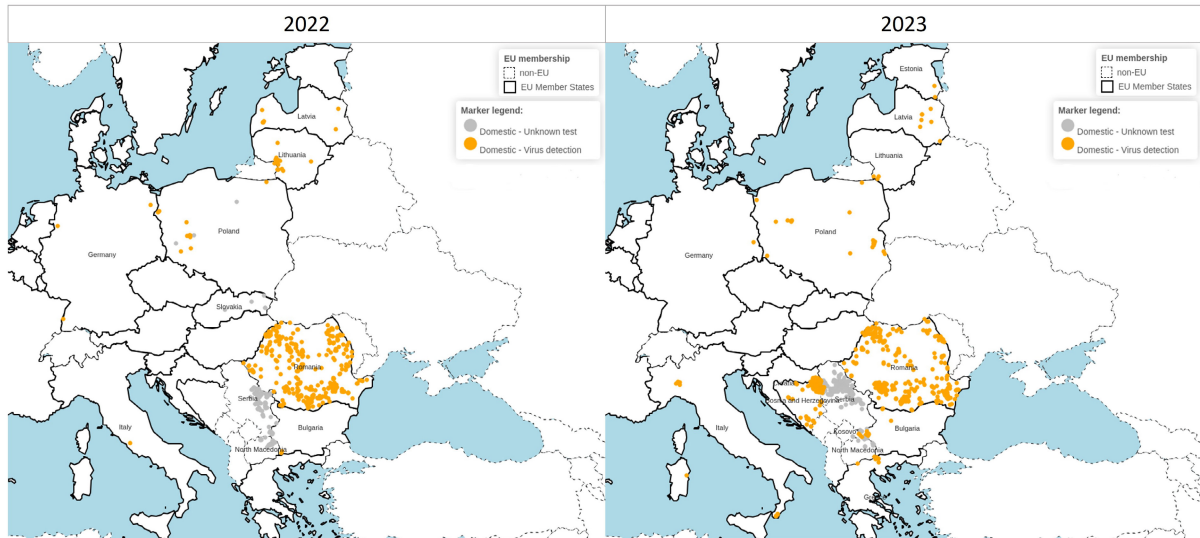 2022
2023
EU membership
non-EU
EU Member States
Marker legend:
Domestic - Unknown test
Domestic - Virus detection
Latvia
Lithuania
Poland
Germany
Slovakia
Romania
Serbia
Bulgaria
Italy
North Macedonia
EU membership
non-EU
EU Member States
Marker legend:
Domestic - Unknown test
Domestic - Virus detection
Estonia
Latvia
Lithuania
Poland
Germany
Romania
Bosnia and Herzegovina
Serbia
Kosovo
Bulgaria
Italy
North Macedonia